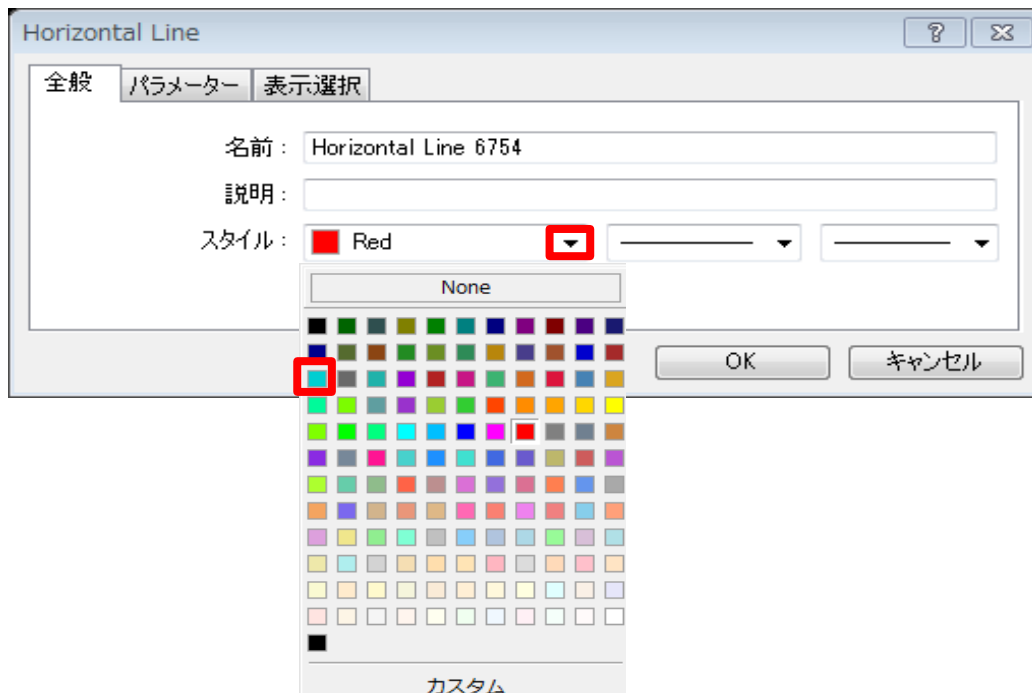 Horizontal Line
?
全般 パラメーター 表示選択
名前： Horizontal Line 6754
説明：
スタイル： Red
None
OK キャンセル
カスタム